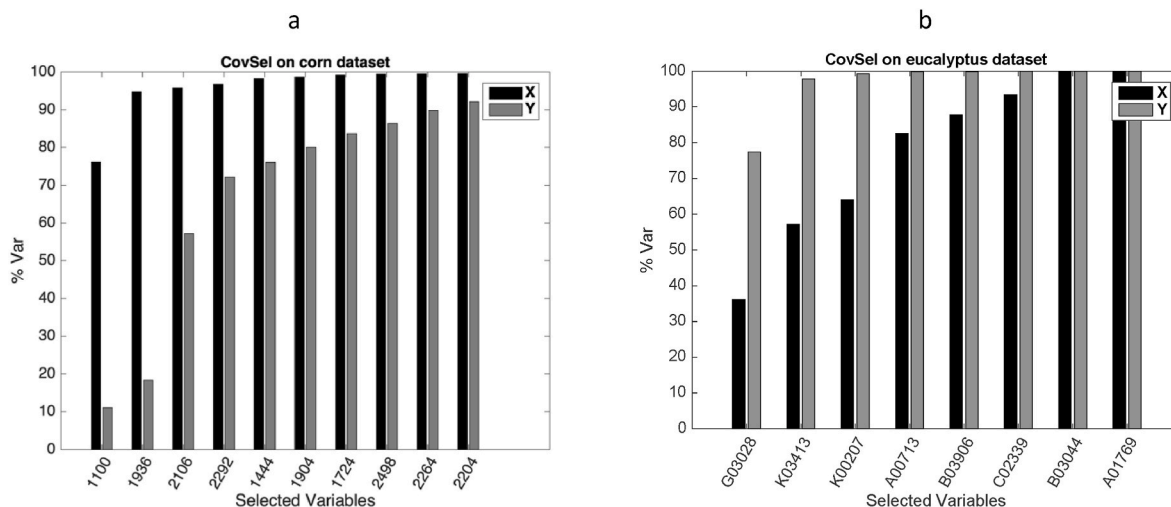 a
CovSel on corn dataset
100
90
80
70
60
50
40
30
20
10
0
% Var
X
Y
1100
1936
2106
2292
1444
1904
1724
2498
2264
2204
Selected Variables
b
CovSel on eucalyptus dataset
100
90
80
70
60
50
40
30
20
10
0
% Var
X
Y
G03028
K03413
K00207
A00713
B03906
C02339
B03044
A01769
Selected Variables